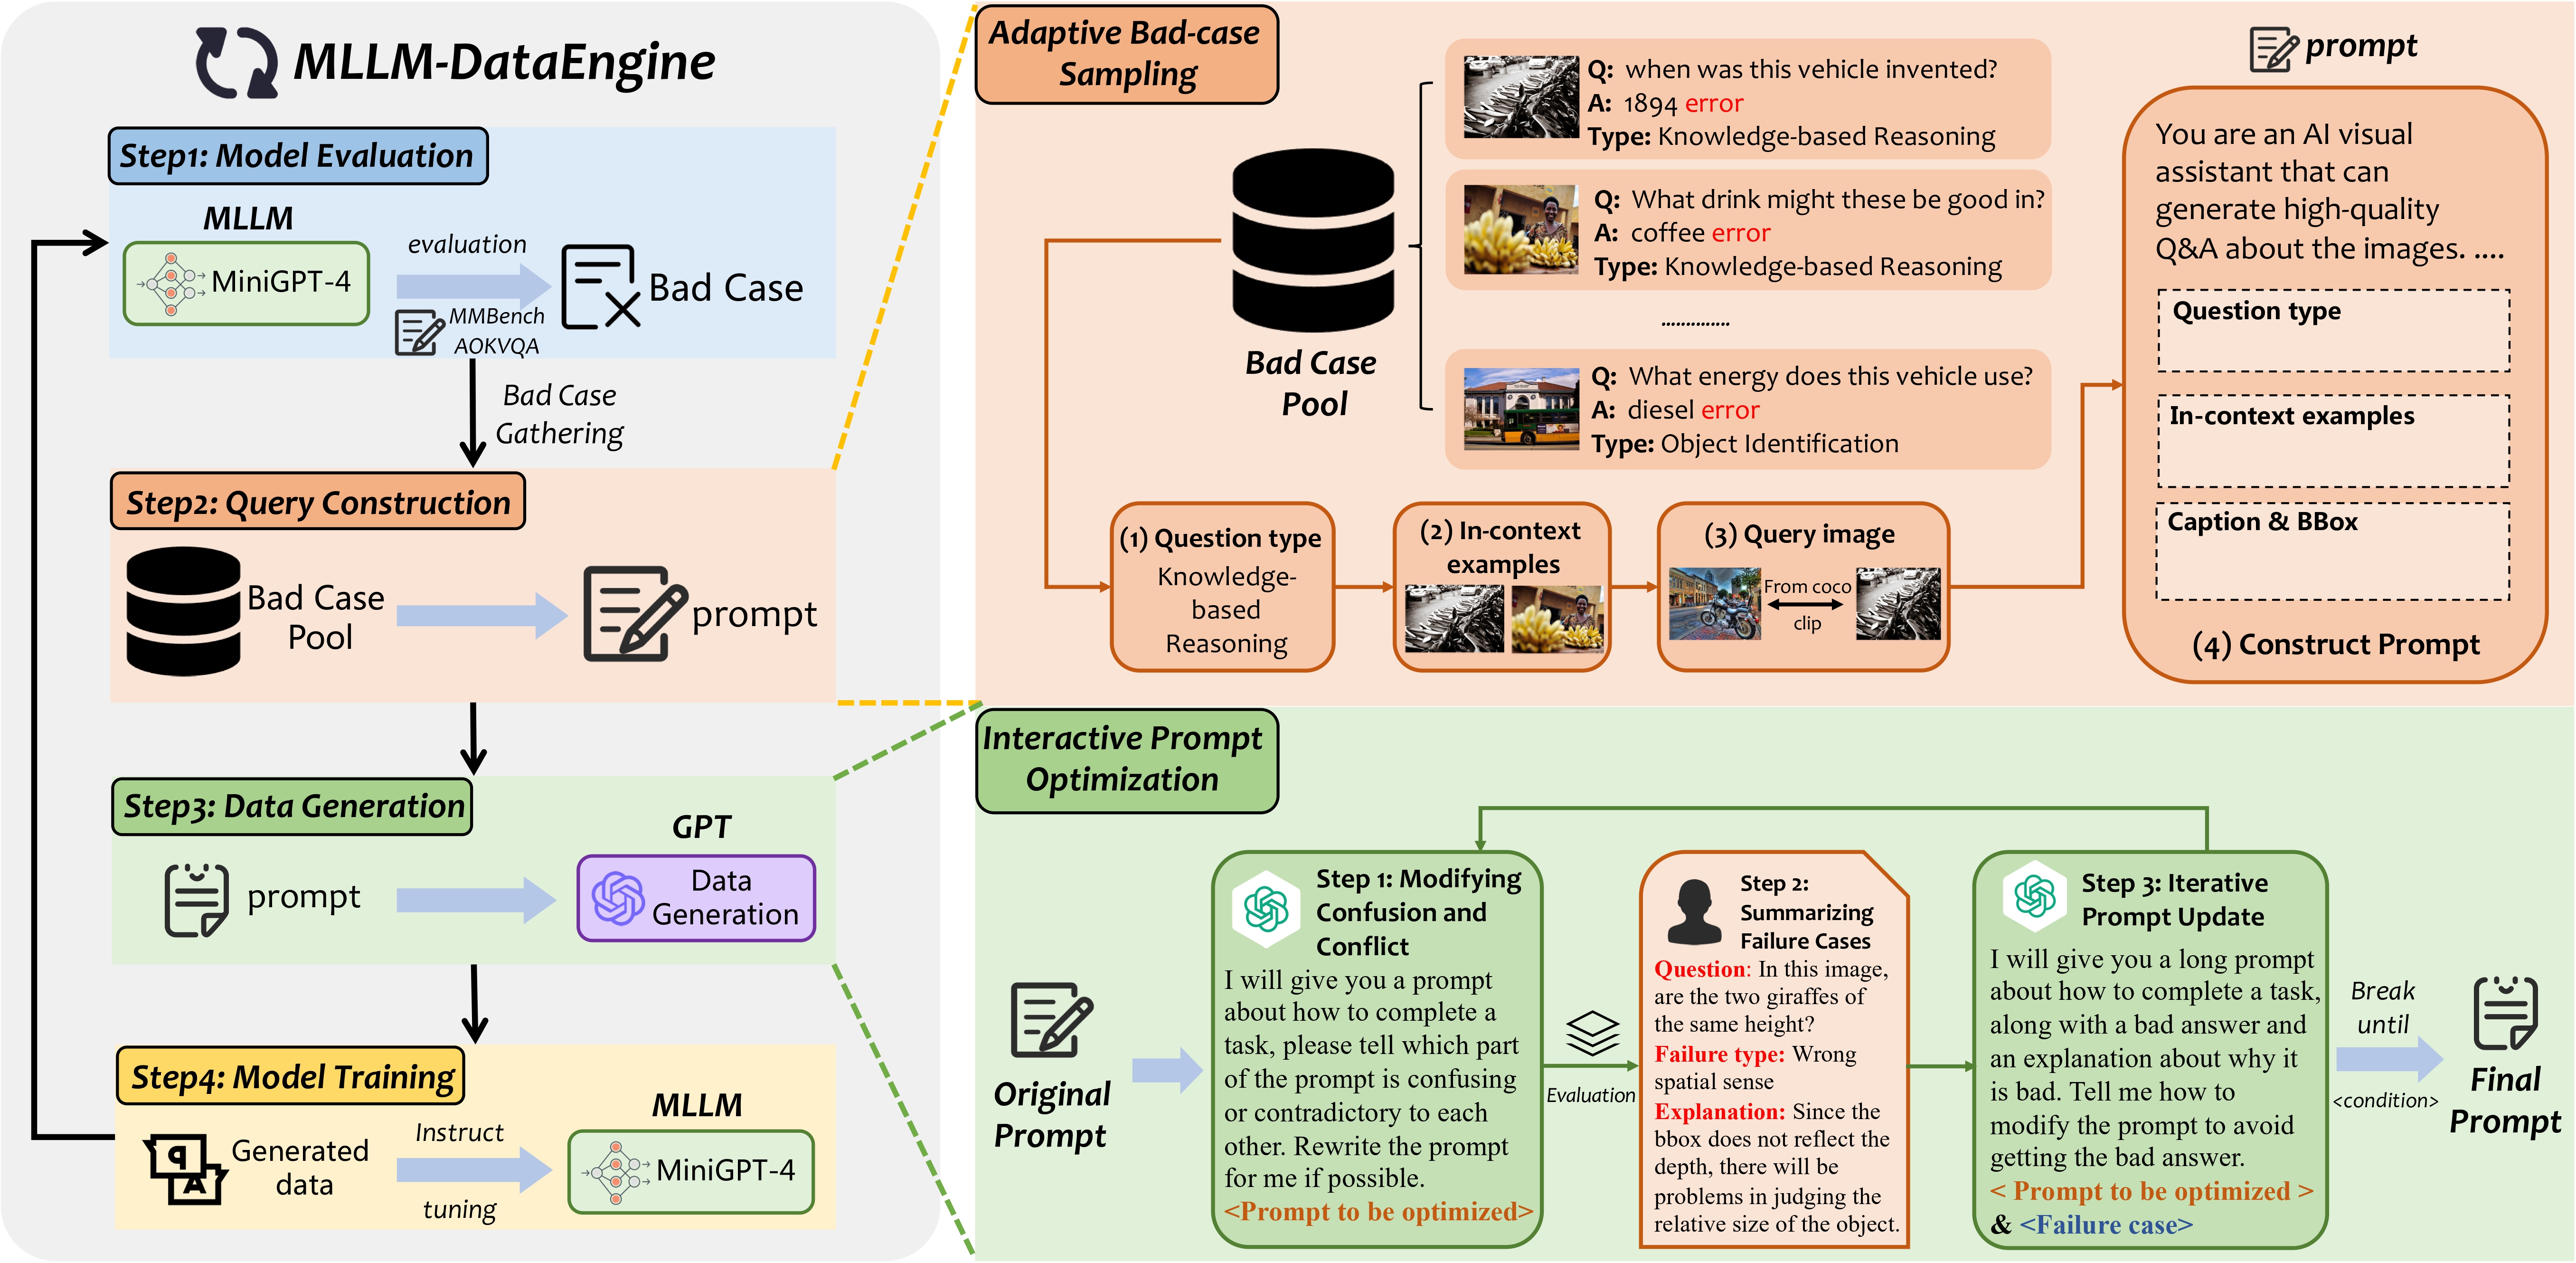 MLLM-DataEngine
Step1: Model Evaluation
MLLM
MiniGPT-4
evaluation
MMBench
AOKVQA
Bad Case
Bad Case
Gathering
Step2: Query Construction
Bad Case
Pool
prompt
Step3: Data Generation
prompt
GPT
Data
Generation
Step4: Model Training
Generated
data
Instruct
tuning
MLLM
MiniGPT-4
Adaptive Bad-case
Sampling
Bad Case
Pool
Q: when was this vehicle invented?
A: 1894 error
Type: Knowledge-based Reasoning
Q: What drink might these be good in?
A: coffee error
Type: Knowledge-based Reasoning
..............
Q: What energy does this vehicle use?
A: diesel error
Type: Object Identification
(1) Question type
Knowledge-
based
Reasoning
(2) In-context
examples
(3) Query image
From coco
clip
prompt
You are an AI visual
assistant that can
generate high-quality
Q&A about the images. ....
Question type
In-context examples
Caption & BBox
(4) Construct Prompt
Interactive Prompt
Optimization
Original
Prompt
Step 1: Modifying
Confusion and
Conflict
I will give you a prompt
about how to complete a
task, please tell which part
of the prompt is confusing
or contradictory to each
other. Rewrite the prompt
for me if possible.
<Prompt to be optimized>
Evaluation
Step 2:
Summarizing
Failure Cases
Question: In this image,
are the two giraffes of
the same height?
Failure type: Wrong
spatial sense
Explanation: Since the
bbox does not reflect the
depth, there will be
problems in judging the
relative size of the object.
Step 3: Iterative
Prompt Update
I will give you a long prompt
about how to complete a task,
along with a bad answer and
an explanation about why it
is bad. Tell me how to
modify the prompt to avoid
getting the bad answer.
< Prompt to be optimized >
& <Failure case>
Break
until
<condition>
Final
Prompt